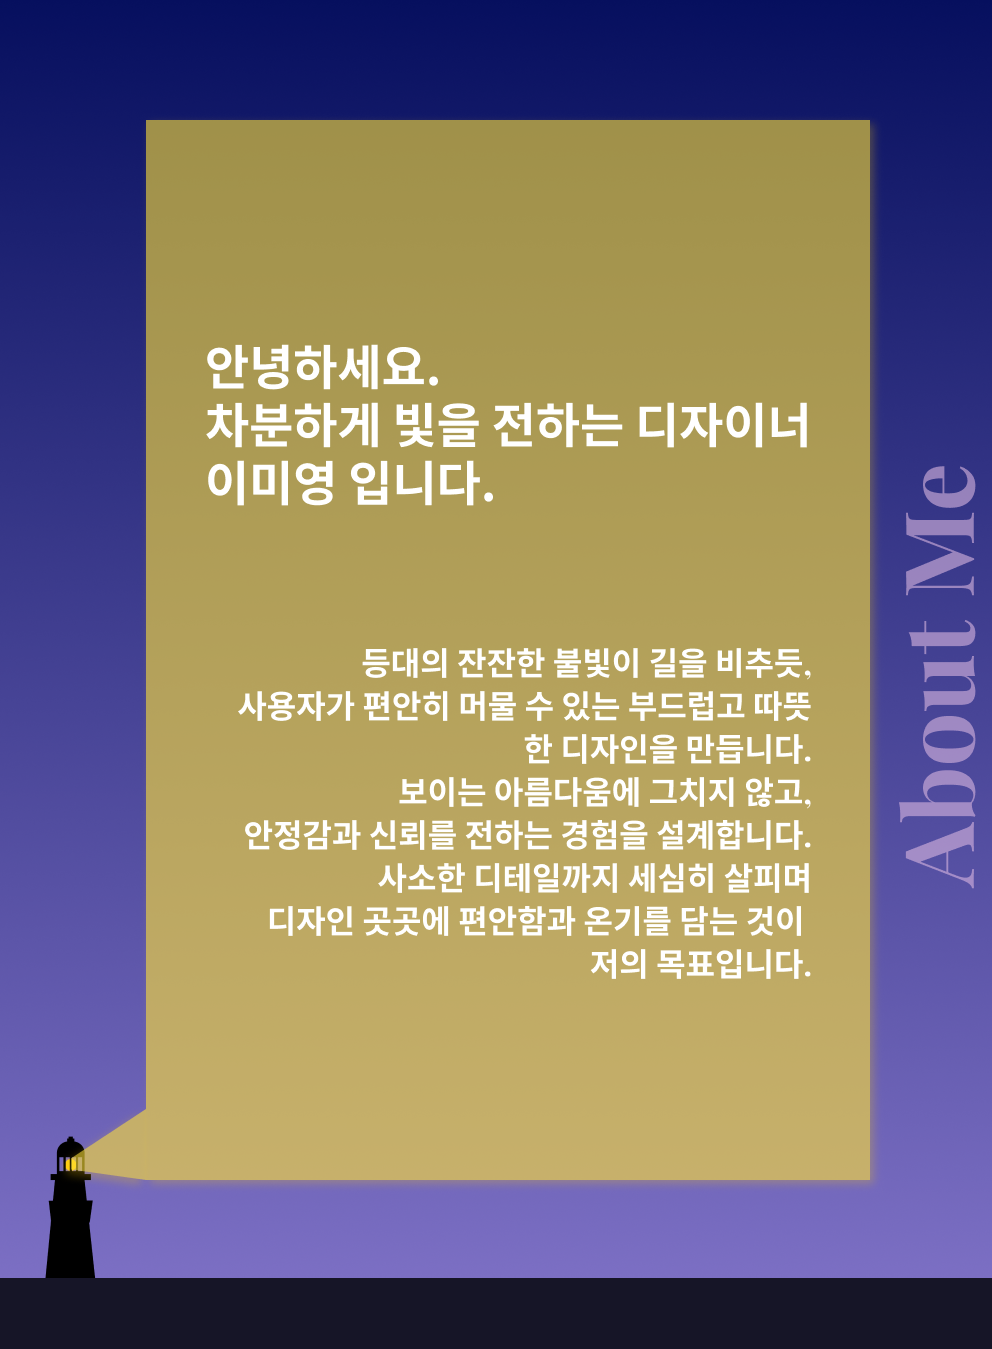 안녕하세요.
차분하게 빛을 전하는 디자이너
이미영 입니다.
등대의 잔잔한 불빛이 길을 비추듯,
사용자가 편안히 머물 수 있는 부드럽고 따뜻
한 디자인을 만듭니다.
보이는 아름다움에 그치지 않고,
안정감과 신뢰를 전하는 경험을 설계합니다.
사소한 디테일까지 세심히 살피며
디자인 곳곳에 편안함과 온기를 담는 것이
저의 목표입니다.
About Me